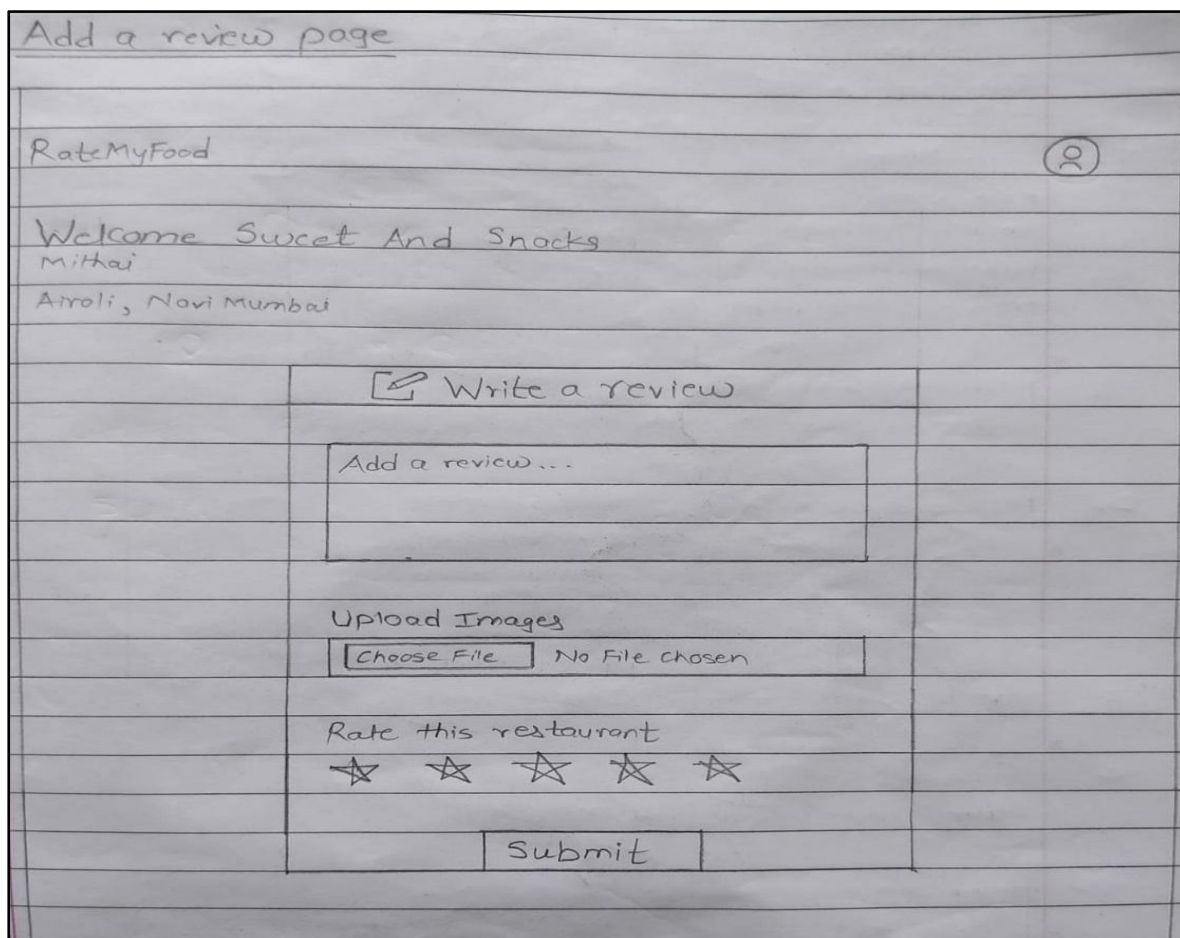 Add a review page
RateMyFood
Welcome Sweet And Snacks
Mithai
Airoli, Navi Mumbai
Write a review
Add a review...
Upload Images
Choose File No File chosen
Rate this restaurant
Submit